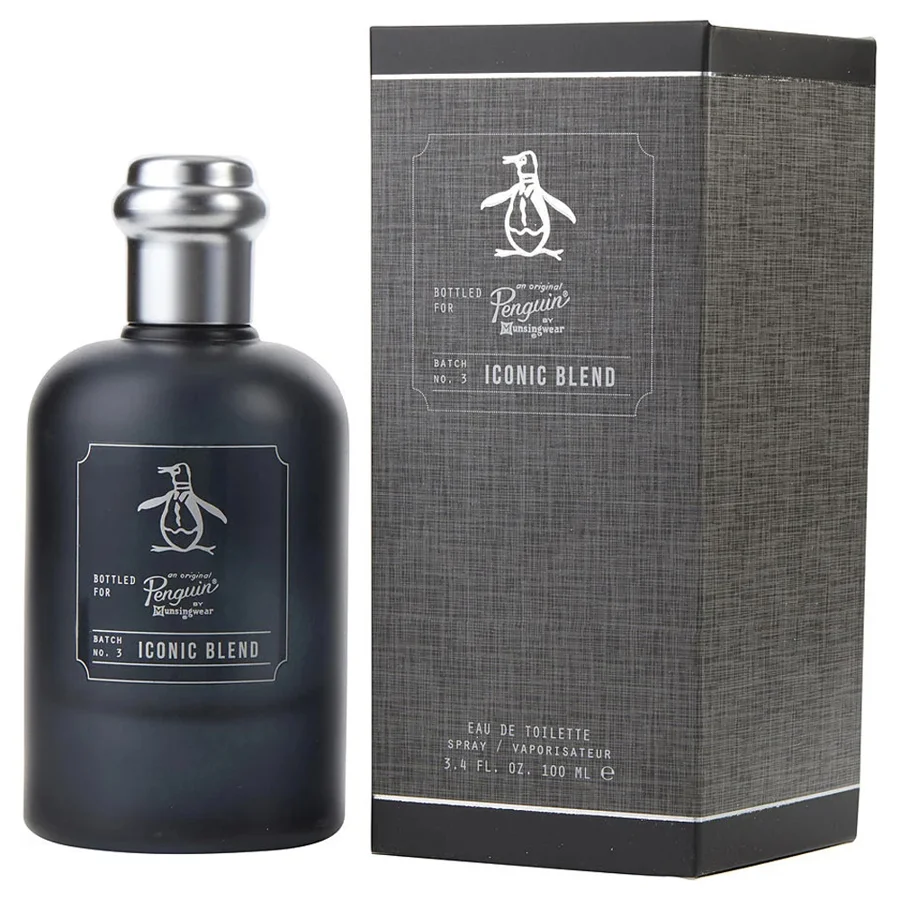 BOTTLED
FOR
an original
Penguin®
BY
Munsingwear
®
BATCH
NO. 3
ICONIC BLEND
BOTTLED
FOR
an original
Penguin®
BY
Munsingwear
®
BATCH
NO. 3
ICONIC BLEND
EAU DE TOILETTE
SPRAY / VAPORISATEUR
3.4 FL. OZ. 100 ML ℮